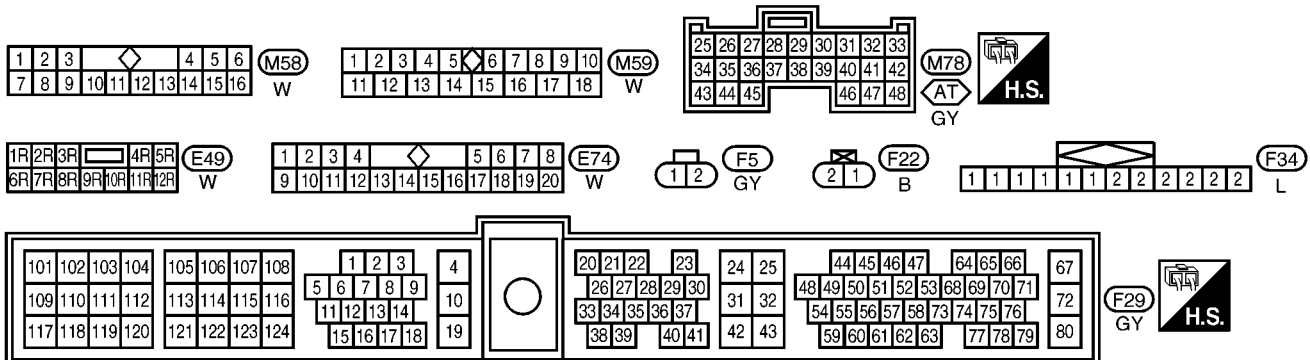 1 2 3 4 5 6
7 8 9 10 11 12 13 14 15 16
M58
W
1 2 3 4 5 6 7 8 9 10
11 12 13 14 15 16 17 18
M59
W
25 26 27 28 29 30 31 32 33
34 35 36 37 38 39 40 41 42
43 44 45 46 47 48
M78
AT
GY
H.S.
1R 2R 3R 4R 5R
6R 7R 8R 9R 10R 11R 12R
E49
W
1 2 3 4 5 6 7 8
9 10 11 12 13 14 15 16 17 18 19 20
E74
W
1 2
F5
GY
2 1
F22
B
1 1 1 1 1 1 2 2 2 2 2 2
F34
L
101 102 103 104 105 106 107 108 1 2 3 4 20 21 22 23 24 25 44 45 46 47 64 65 66 67
109 110 111 112 113 114 115 116 5 6 7 8 9 10 26 27 28 29 30 31 32 48 49 50 51 52 53 68 69 70 71 72
117 118 119 120 121 122 123 124 11 12 13 14 19 33 34 35 36 37 42 43 54 55 56 57 58 73 74 75 76 80
15 16 17 18 38 39 40 41 59 60 61 62 63 77 78 79
F29
GY
H.S.